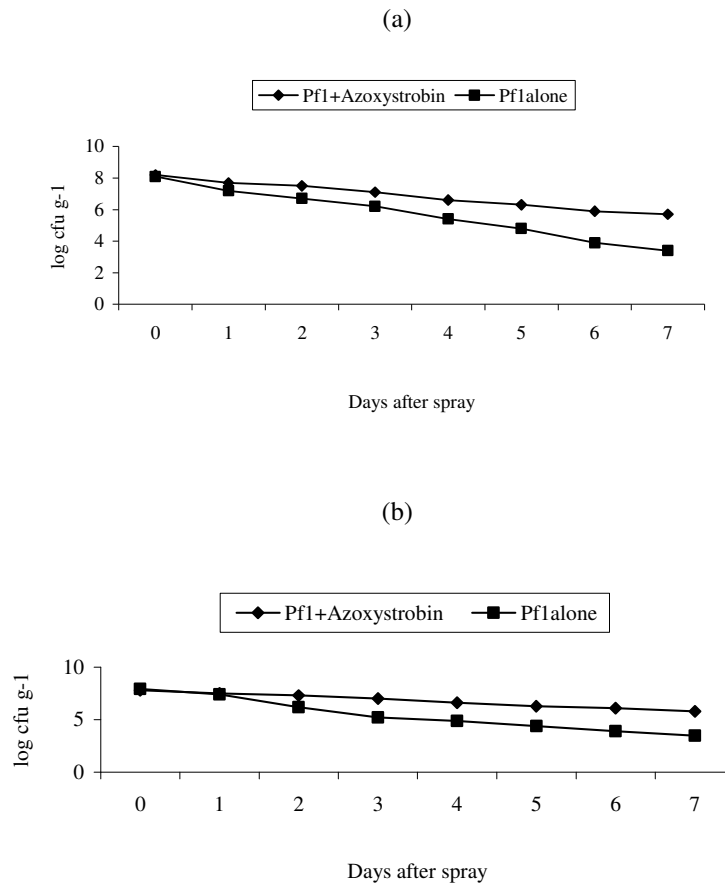 (a)
Pf1+Azoxystrobin Pf1alone
10
8
6
4
2
0
log cfu g-1
0 1 2 3 4 5 6 7
Days after spray
(b)
Pf1+Azoxystrobin Pf1alone
10
5
0
log cfu g-1
0 1 2 3 4 5 6 7
Days after spray